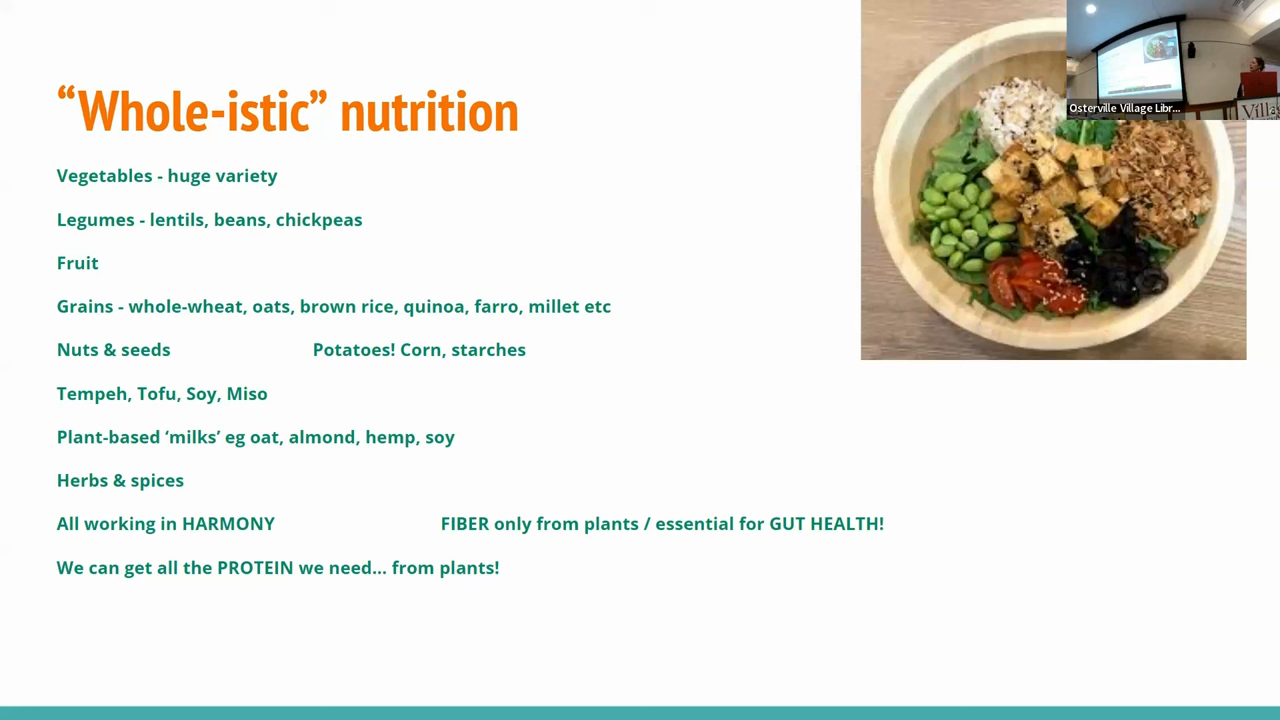 “Whole-istic” nutrition
Vegetables - huge variety
Legumes - lentils, beans, chickpeas
Fruit
Grains - whole-wheat, oats, brown rice, quinoa, farro, millet etc
Nuts & seeds
Potatoes! Corn, starches
Tempeh, Tofu, Soy, Miso
Plant-based ‘milks’ eg oat, almond, hemp, soy
Herbs & spices
All working in HARMONY
FIBER only from plants / essential for GUT HEALTH!
We can get all the PROTEIN we need... from plants!
Osterville Village Libr...